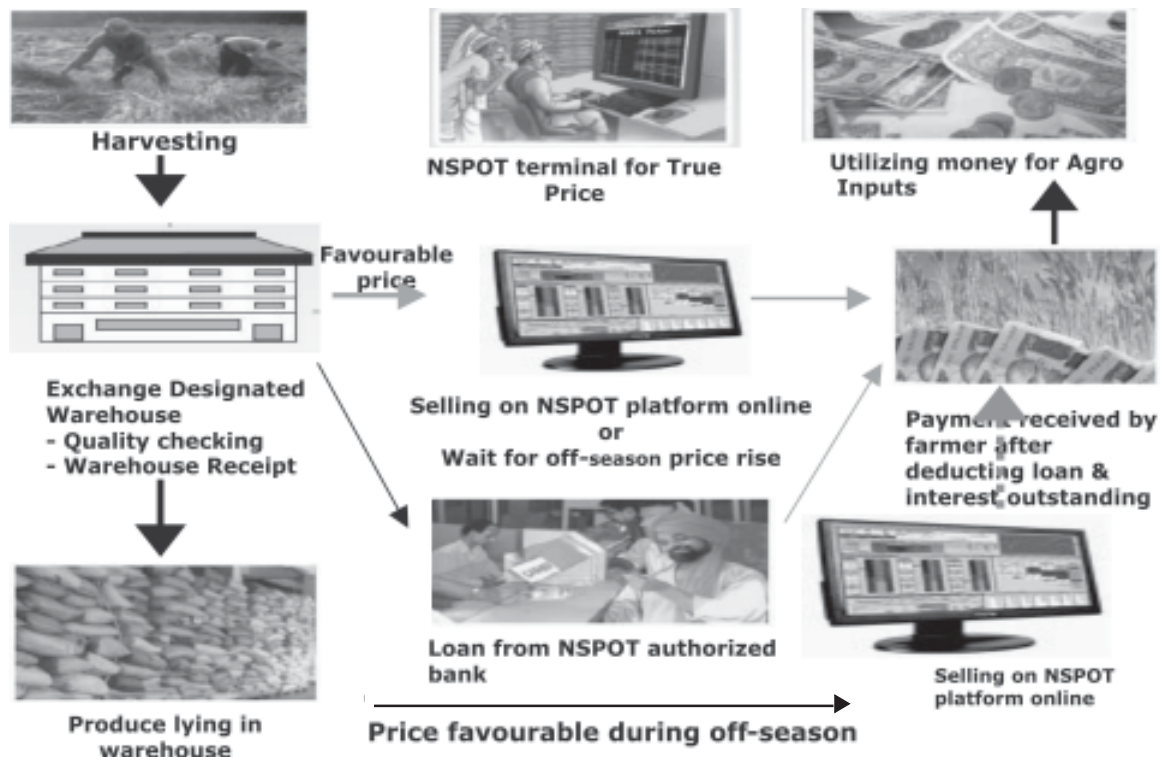 Harvesting
NSPOT terminal for True
Price
Utilizing money for Agro
Inputs
Favourable
price
Exchange Designated
Warehouse
- Quality checking
- Warehouse Receipt
Selling on NSPOT platform online
or
Wait for off-season price rise
Payment received by
farmer after
deducting loan &
interest outstanding
Loan from NSPOT authorized
bank
Selling on NSPOT
platform online
Produce lying in
warehouse
Price favourable during off-season